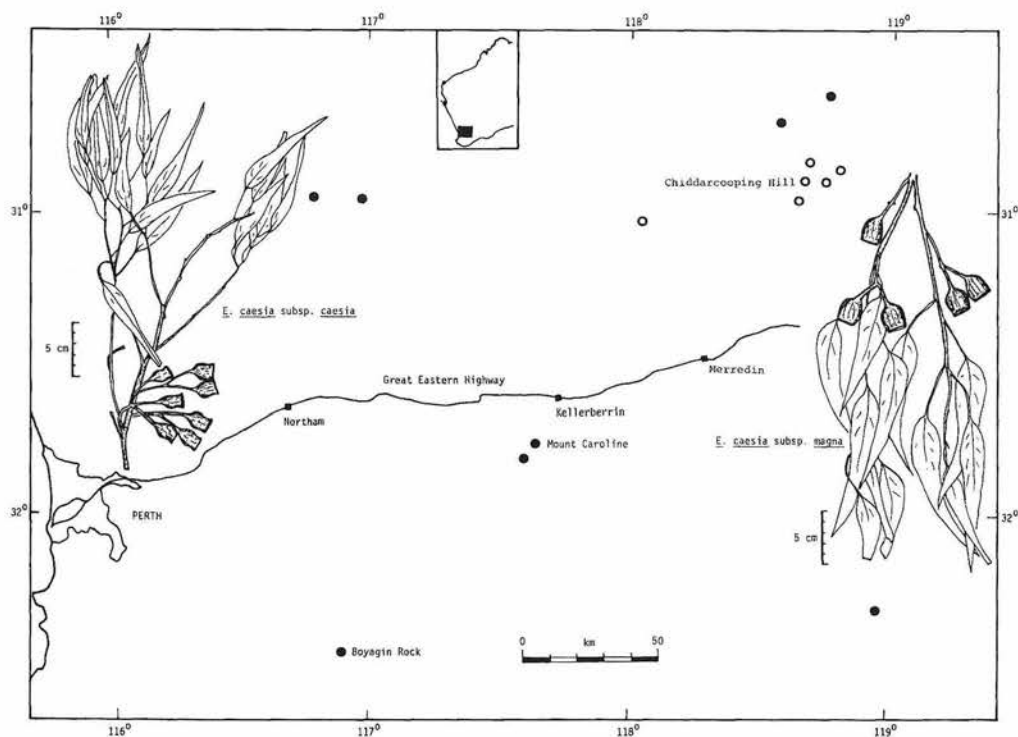 116° 117° 118° 119°
Chiddarcooping Hill
31° 31°
E. caesia subsp. caesia
5 cm
Great Eastern Highway
Merredin
Northam
Kellerberrin
Mount Caroline
E. caesia subsp. magna
PERTH
32° 32°
5 cm
0 km 50
Boyagin Rock
116° 117° 118° 119°